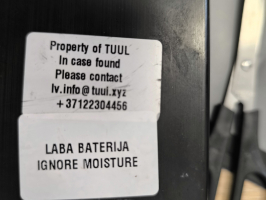 Property of TUUL
In case found
Please contact
lv.info@tuul.xyz
+37122304456
LABA BATERIJA
IGNORE MOISTURE